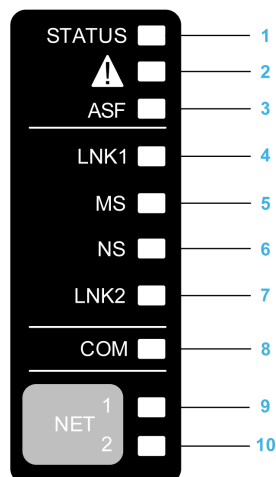 STATUS 1
2
ASF 3
LNK1 4
MS 5
NS 6
LNK2 7
COM 8
NET 1 9
2 10